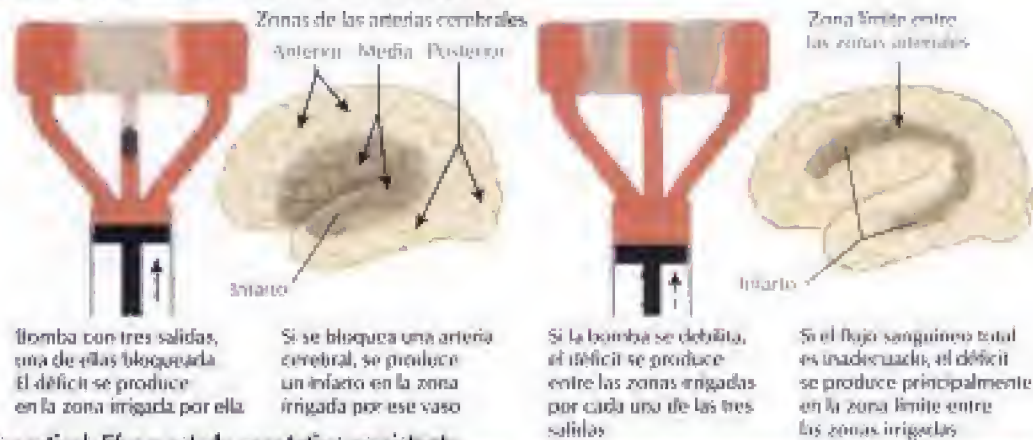 Zonas de las arterias cerebrales
Anterior Media Posterior
Infarto
Zona límite entre
las zonas arteriales
Infarto
Bomba con tres salidas,
una de ellas bloqueada
El déficit se produce
en la zona irrigada por ella
Si se bloquea una arteria
cerebral, se produce
un infarto en la zona
irrigada por ese vaso
Si la bomba se debilita,
el déficit se produce
entre las zonas irrigadas
por cada una de las tres
salidas
Si el flujo sanguíneo total
es inadecuado, el déficit
se produce principalmente
en la zona límite entre
las zonas irrigadas